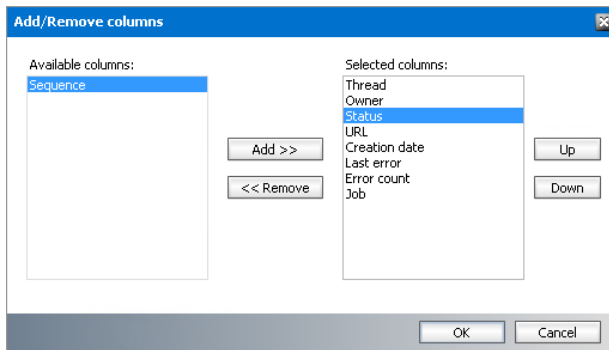 Add/Remove columns
Available columns:
Sequence
Add >>
<< Remove
Selected columns:
Thread
Owner
Status
URL
Creation date
Last error
Error count
Job
Up
Down
OK
Cancel